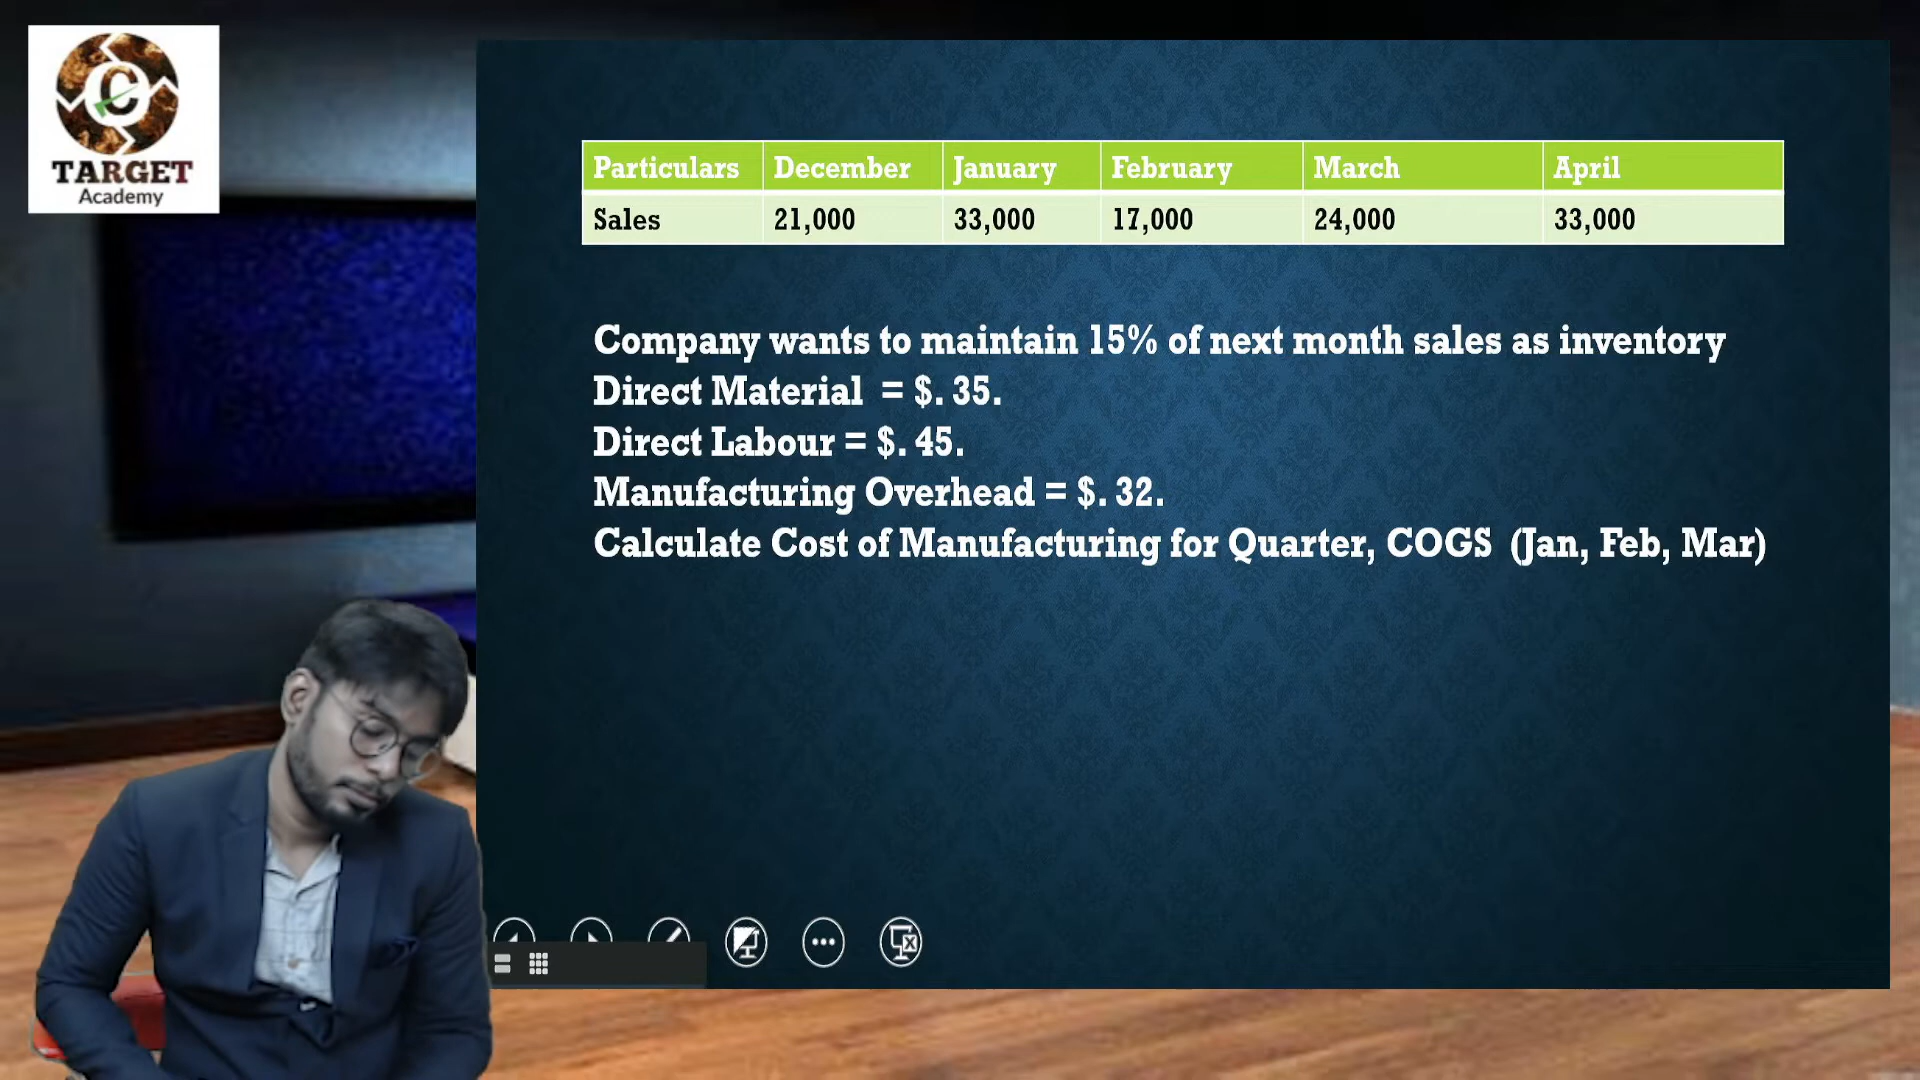 TARGET
Academy
Particulars December January February March April
Sales 21,000 33,000 17,000 24,000 33,000
Company wants to maintain 15% of next month sales as inventory
Direct Material = $. 35.
Direct Labour = $. 45.
Manufacturing Overhead = $. 32.
Calculate Cost of Manufacturing for Quarter, COGS (Jan, Feb, Mar)